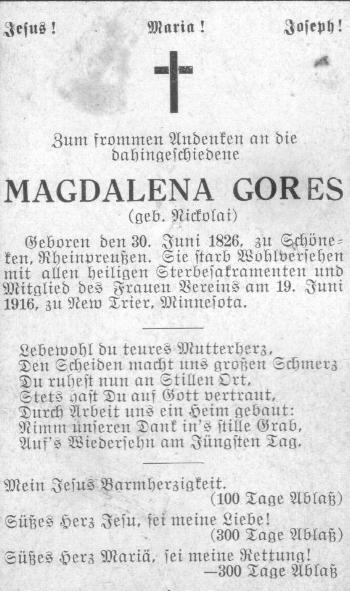 Jesus! Maria! Joseph!
Zum frommen Andenken an die
dahingeschiedene
MAGDALENA GORES
(geb. Nickolai)
Geboren den 30. Juni 1826, zu Schöne-
ken, Rheinpreußen. Sie starb Wohlversehen
mit allen heiligen Sterbesakramenten und
Mitglied des Frauen Vereins am 19. Juni
1916, zu New Trier, Minnesota.
Lebewohl du teures Mutterherz,
Den Scheiden macht uns großen Schmerz
Du ruhest nun an Stillen Ort,
Stets hast Du auf Gott vertraut,
Durch Arbeit uns ein Heim gebaut:
Nimm unseren Dank in's stille Grab,
Auf's Wiedersehn am Jüngsten Tag.
Mein Jesus Barmherzigkeit.
(100 Tage Ablaß)
Süßes Herz Jesu, sei meine Liebe!
(300 Tage Ablaß)
Süßes Herz Mariä, sei meine Rettung!
—300 Tage Ablaß